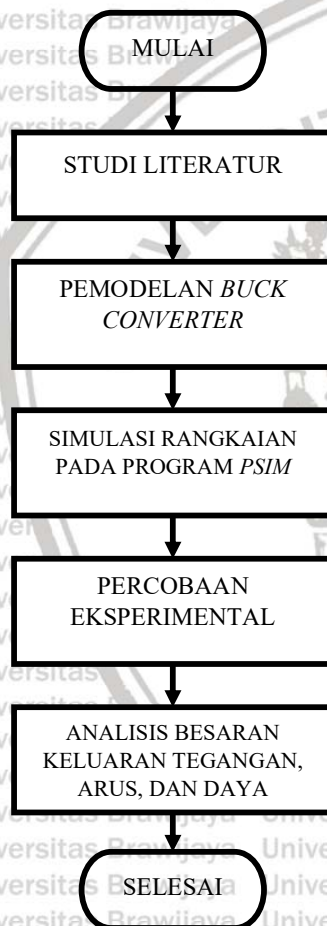 MULAI
STUDI LITERATUR
PEMODELAN BUCK
CONVERTER
SIMULASI RANGKAIAN
PADA PROGRAM PSIM
PERCOBAAN
EKSPERIMENTAL
ANALISIS BESARAN
KELUARAN TEGANGAN,
ARUS, DAN DAYA
SELESAI